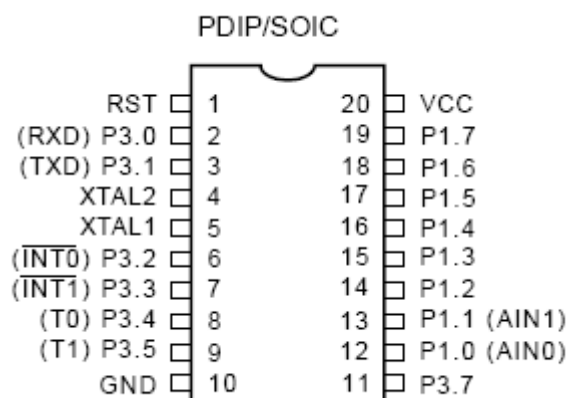 PDIP/SOIC
RST 1 20 VCC
(RXD) P3.0 2 19 P1.7
(TXD) P3.1 3 18 P1.6
XTAL2 4 17 P1.5
XTAL1 5 16 P1.4
(I̅N̅T̅0̅) P3.2 6 15 P1.3
(I̅N̅T̅1̅) P3.3 7 14 P1.2
(T0) P3.4 8 13 P1.1 (AIN1)
(T1) P3.5 9 12 P1.0 (AIN0)
GND 10 11 P3.7